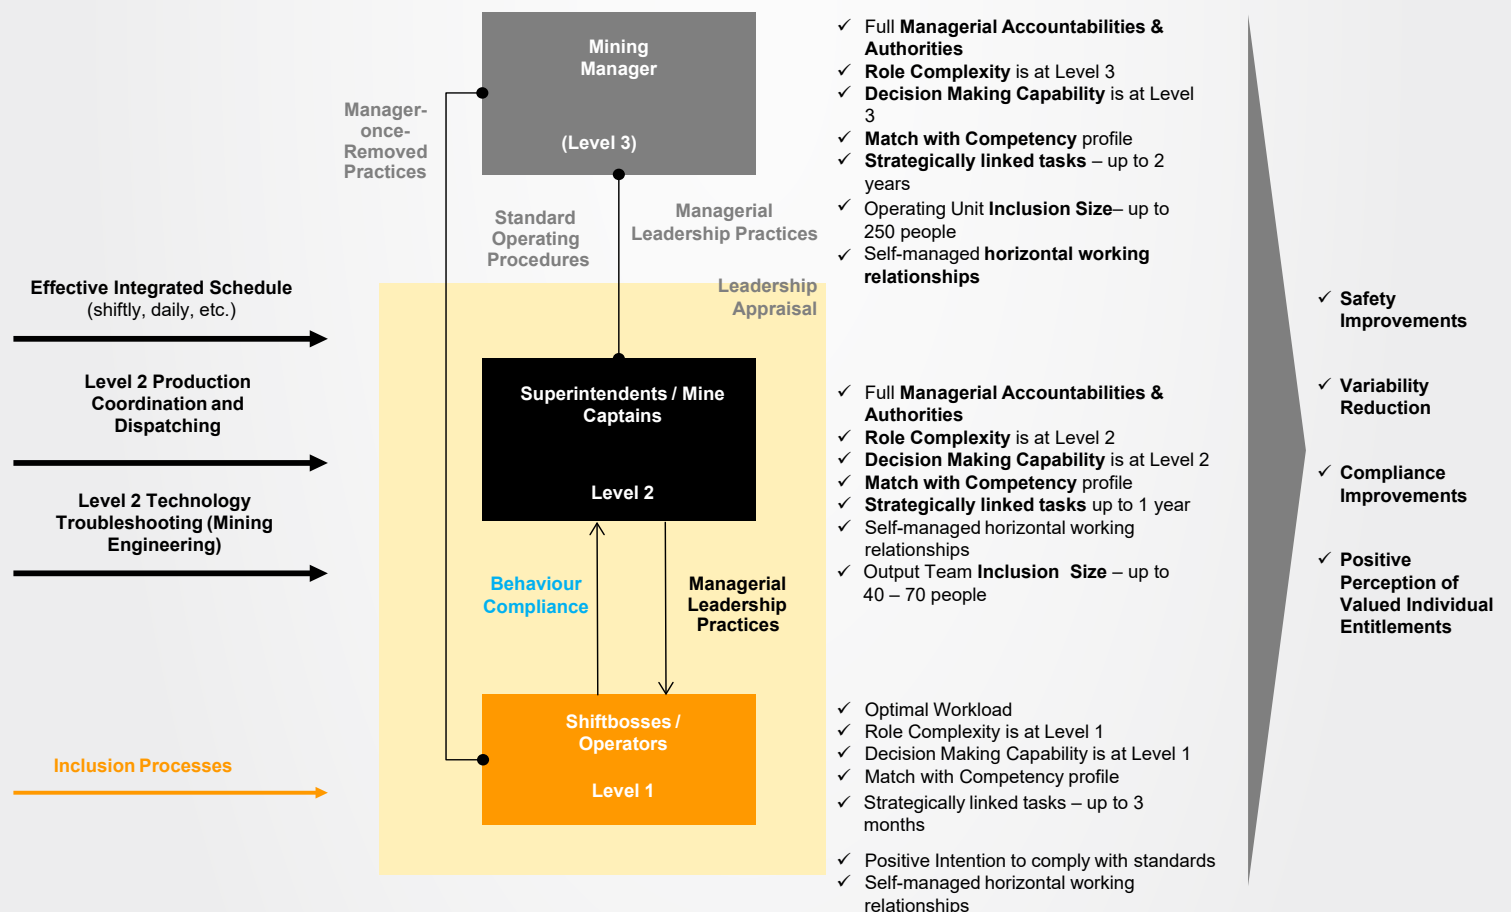 Mining
Manager
(Level 3)
Manager-
once-
Removed
Practices
Standard
Operating
Procedures
Managerial
Leadership Practices
Leadership
Appraisal
✓ Full Managerial Accountabilities &
Authorities
✓ Role Complexity is at Level 3
✓ Decision Making Capability is at Level
3
✓ Match with Competency profile
✓ Strategically linked tasks – up to 2
years
✓ Operating Unit Inclusion Size– up to
250 people
✓ Self-managed horizontal working
relationships
Effective Integrated Schedule
(shiftly, daily, etc.)
Level 2 Production
Coordination and
Dispatching
Level 2 Technology
Troubleshooting (Mining
Engineering)
Inclusion Processes
Superintendents / Mine
Captains
Level 2
Behaviour
Compliance
Managerial
Leadership
Practices
Shiftbosses /
Operators
Level 1
✓ Full Managerial Accountabilities &
Authorities
✓ Role Complexity is at Level 2
✓ Decision Making Capability is at Level 2
✓ Match with Competency profile
✓ Strategically linked tasks up to 1 year
✓ Self-managed horizontal working
relationships
✓ Output Team Inclusion Size – up to
40 – 70 people
✓ Optimal Workload
✓ Role Complexity is at Level 1
✓ Decision Making Capability is at Level 1
✓ Match with Competency profile
✓ Strategically linked tasks – up to 3
months
✓ Positive Intention to comply with standards
✓ Self-managed horizontal working
relationships
✓ Safety
Improvements
✓ Variability
Reduction
✓ Compliance
Improvements
✓ Positive
Perception of
Valued Individual
Entitlements